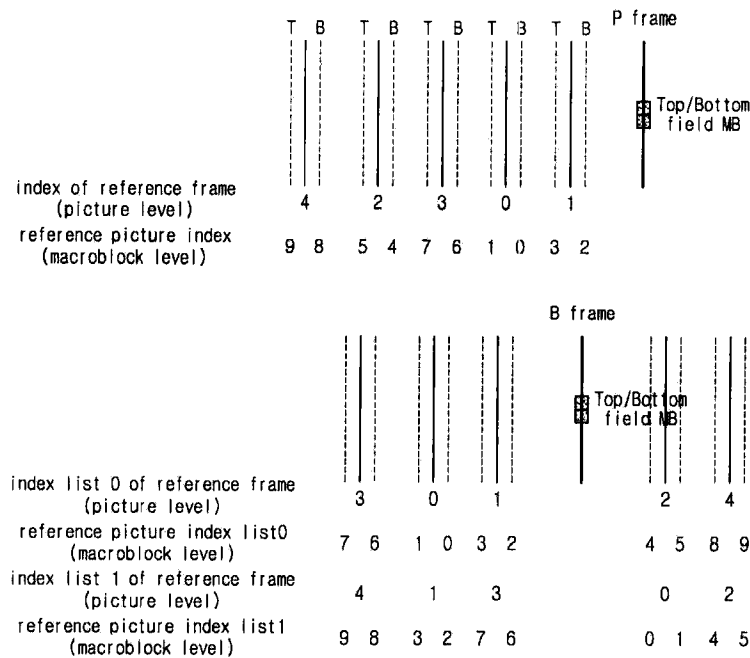 T B T B T B T B T B P frame
Top/Bottom
field MB
index of reference frame
(picture level)
4 2 3 0 1
reference picture index
(macroblock level)
9 8 5 4 7 6 1 0 3 2
B frame
Top/Bottom
field MB
index list 0 of reference frame
(picture level)
3 0 1 2 4
reference picture index list0
(macroblock level)
7 6 1 0 3 2 4 5 8 9
index list 1 of reference frame
(picture level)
4 1 3 0 2
reference picture index list1
(macroblock level)
9 8 3 2 7 6 0 1 4 5